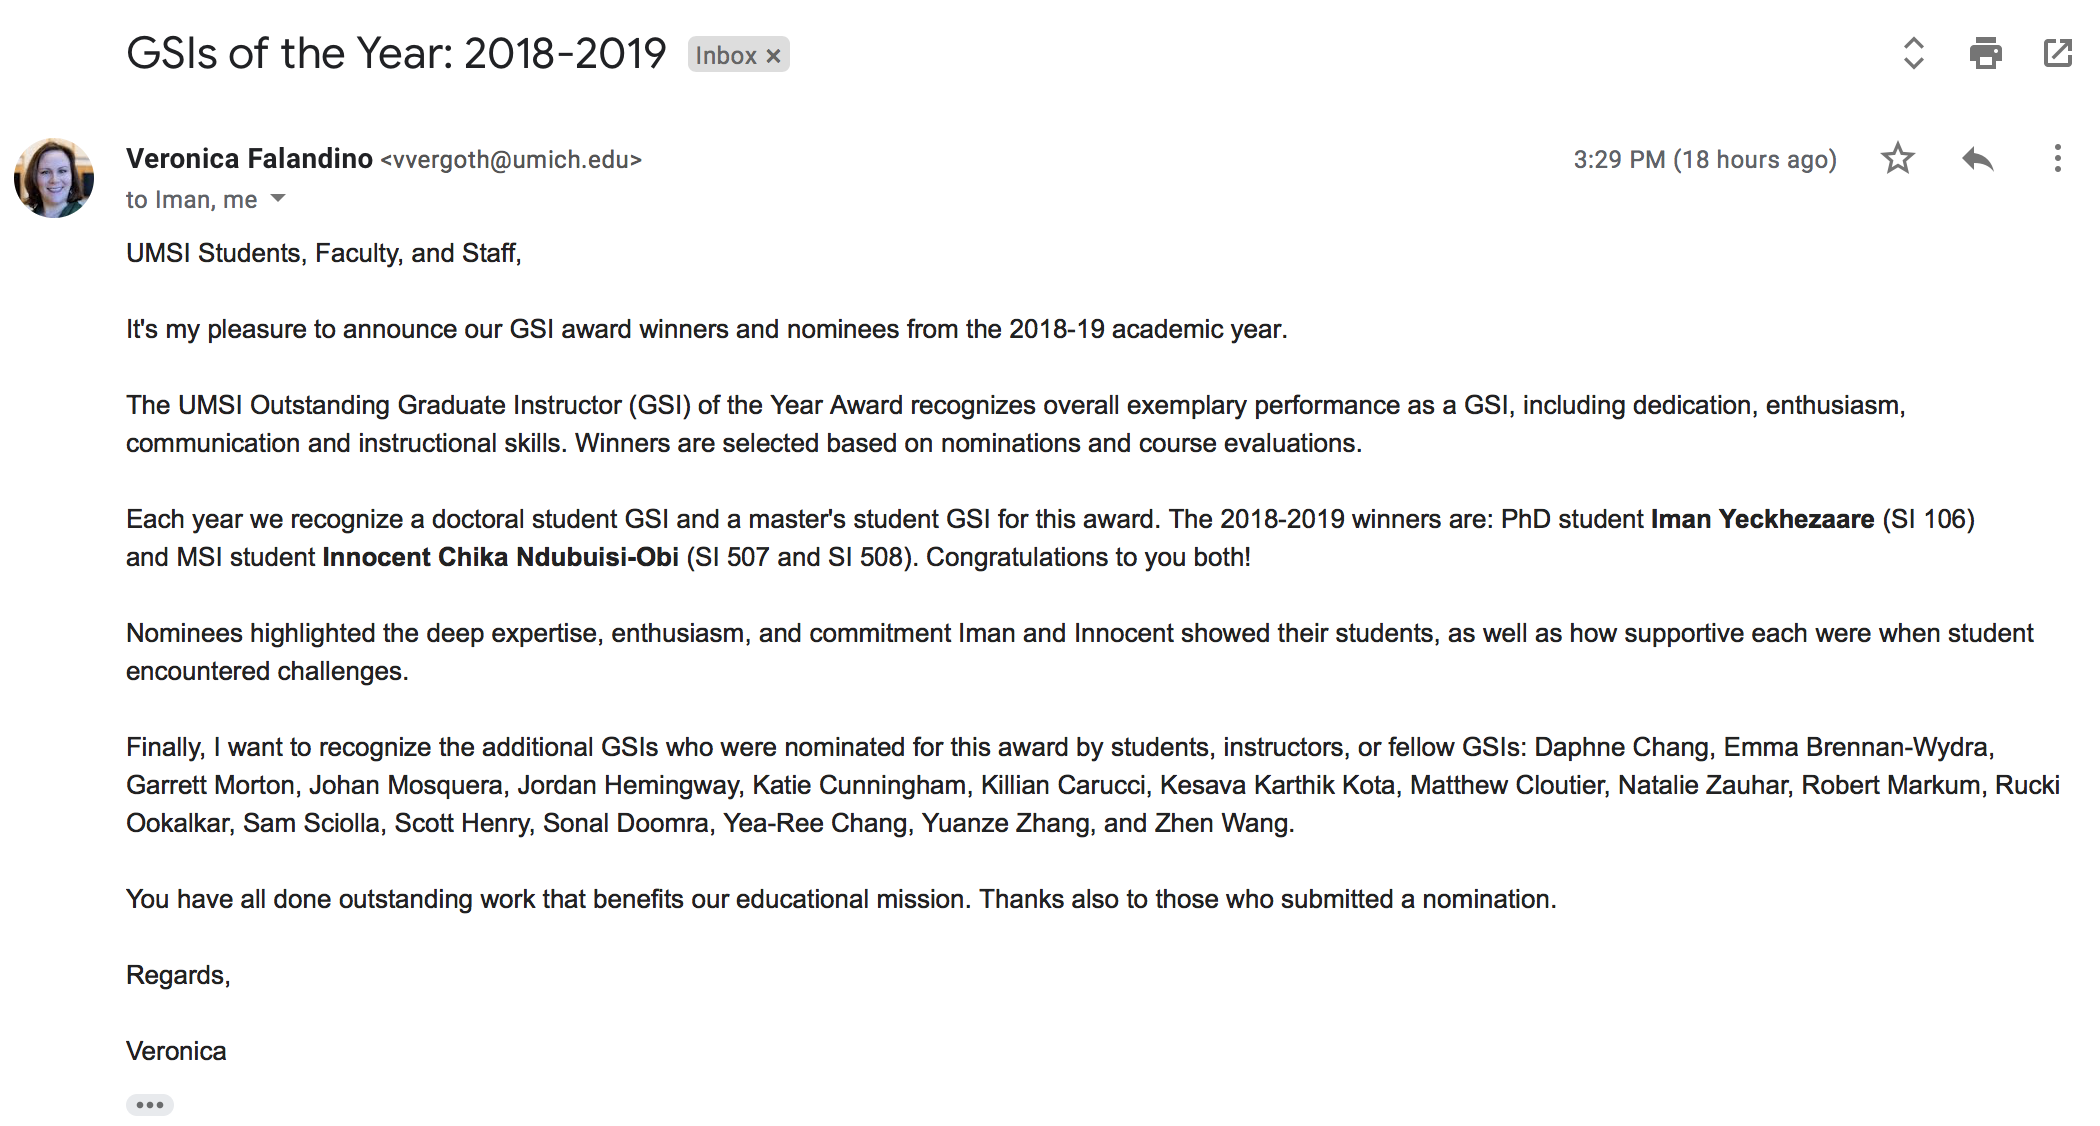 GSIs of the Year: 2018-2019 Inbox ×
Veronica Falandino <vvergoth@umich.edu> 3:29 PM (18 hours ago)
to Iman, me
UMSI Students, Faculty, and Staff,
It's my pleasure to announce our GSI award winners and nominees from the 2018-19 academic year.
The UMSI Outstanding Graduate Instructor (GSI) of the Year Award recognizes overall exemplary performance as a GSI, including dedication, enthusiasm,
communication and instructional skills. Winners are selected based on nominations and course evaluations.
Each year we recognize a doctoral student GSI and a master's student GSI for this award. The 2018-2019 winners are: PhD student Iman Yeckhezaare (SI 106)
and MSI student Innocent Chika Ndubuisi-Obi (SI 507 and SI 508). Congratulations to you both!
Nominees highlighted the deep expertise, enthusiasm, and commitment Iman and Innocent showed their students, as well as how supportive each were when student
encountered challenges.
Finally, I want to recognize the additional GSIs who were nominated for this award by students, instructors, or fellow GSIs: Daphne Chang, Emma Brennan-Wydra,
Garrett Morton, Johan Mosquera, Jordan Hemingway, Katie Cunningham, Killian Carucci, Kesava Karthik Kota, Matthew Cloutier, Natalie Zauhar, Robert Markum, Rucki
Ookalkar, Sam Sciolla, Scott Henry, Sonal Doomra, Yea-Ree Chang, Yuanze Zhang, and Zhen Wang.
You have all done outstanding work that benefits our educational mission. Thanks also to those who submitted a nomination.
Regards,
Veronica